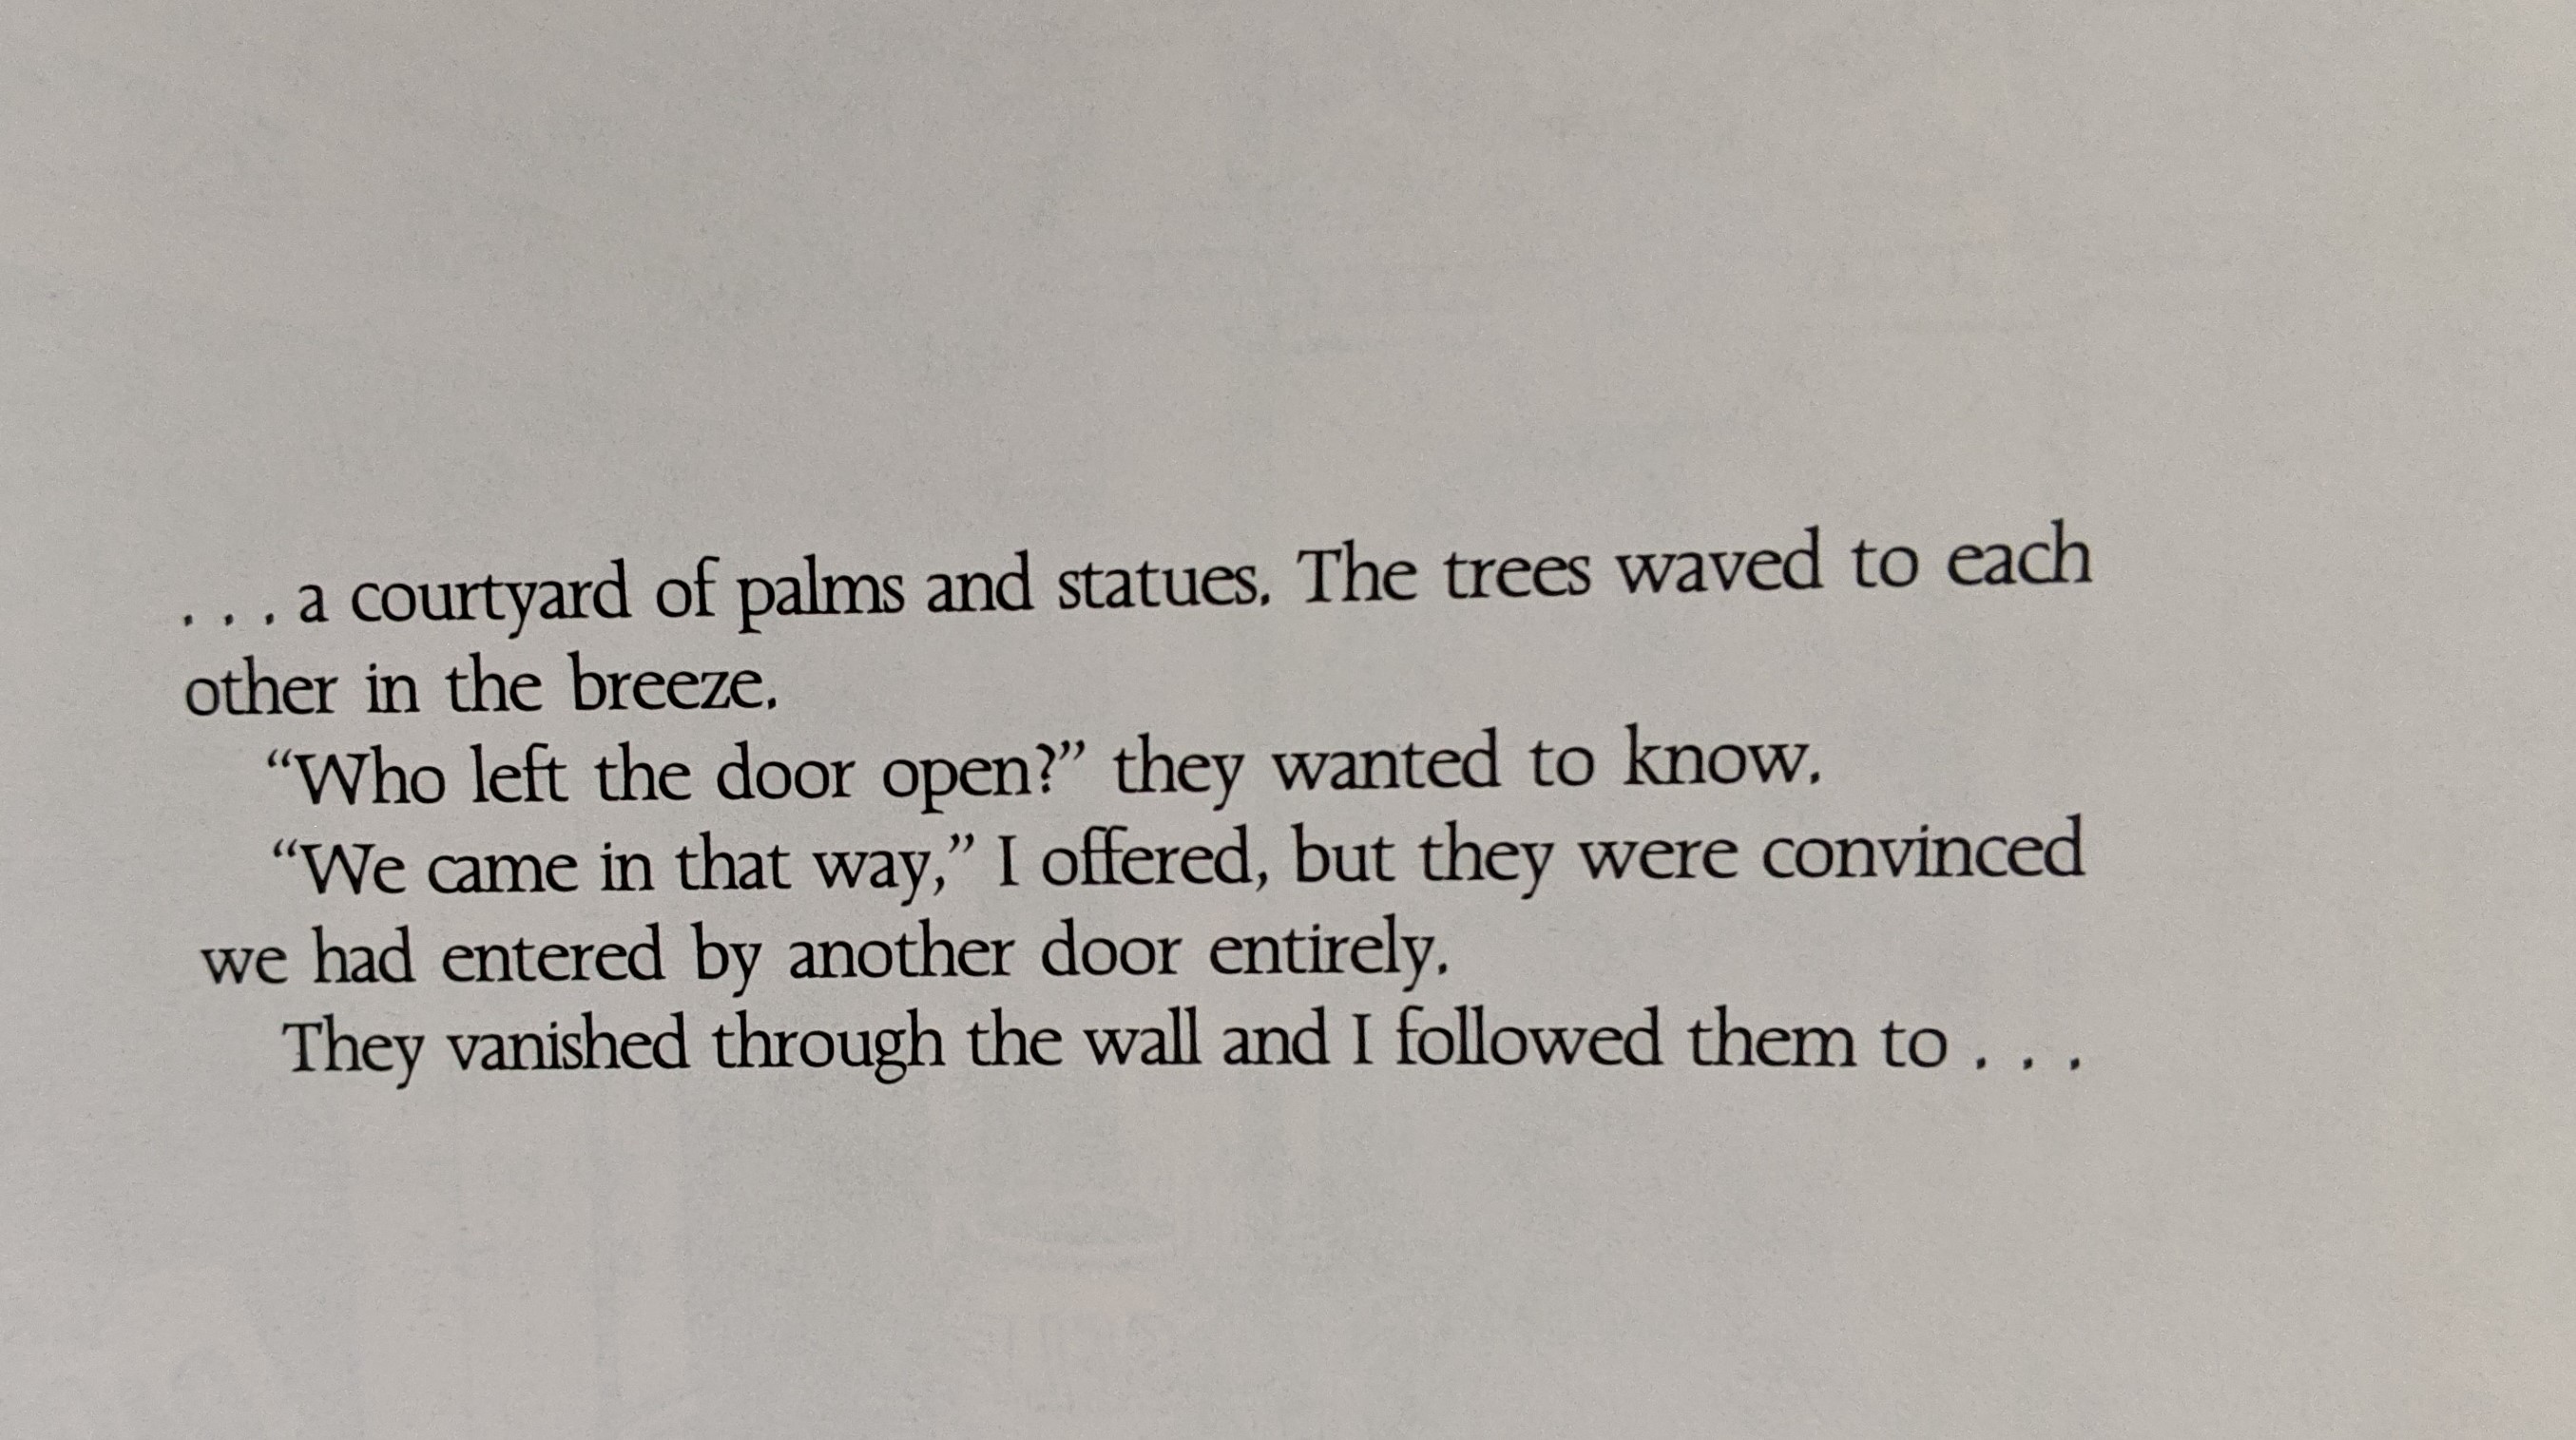 . . . a courtyard of palms and statues. The trees waved to each
other in the breeze.
“Who left the door open?” they wanted to know.
“We came in that way,” I offered, but they were convinced
we had entered by another door entirely.
They vanished through the wall and I followed them to . . .